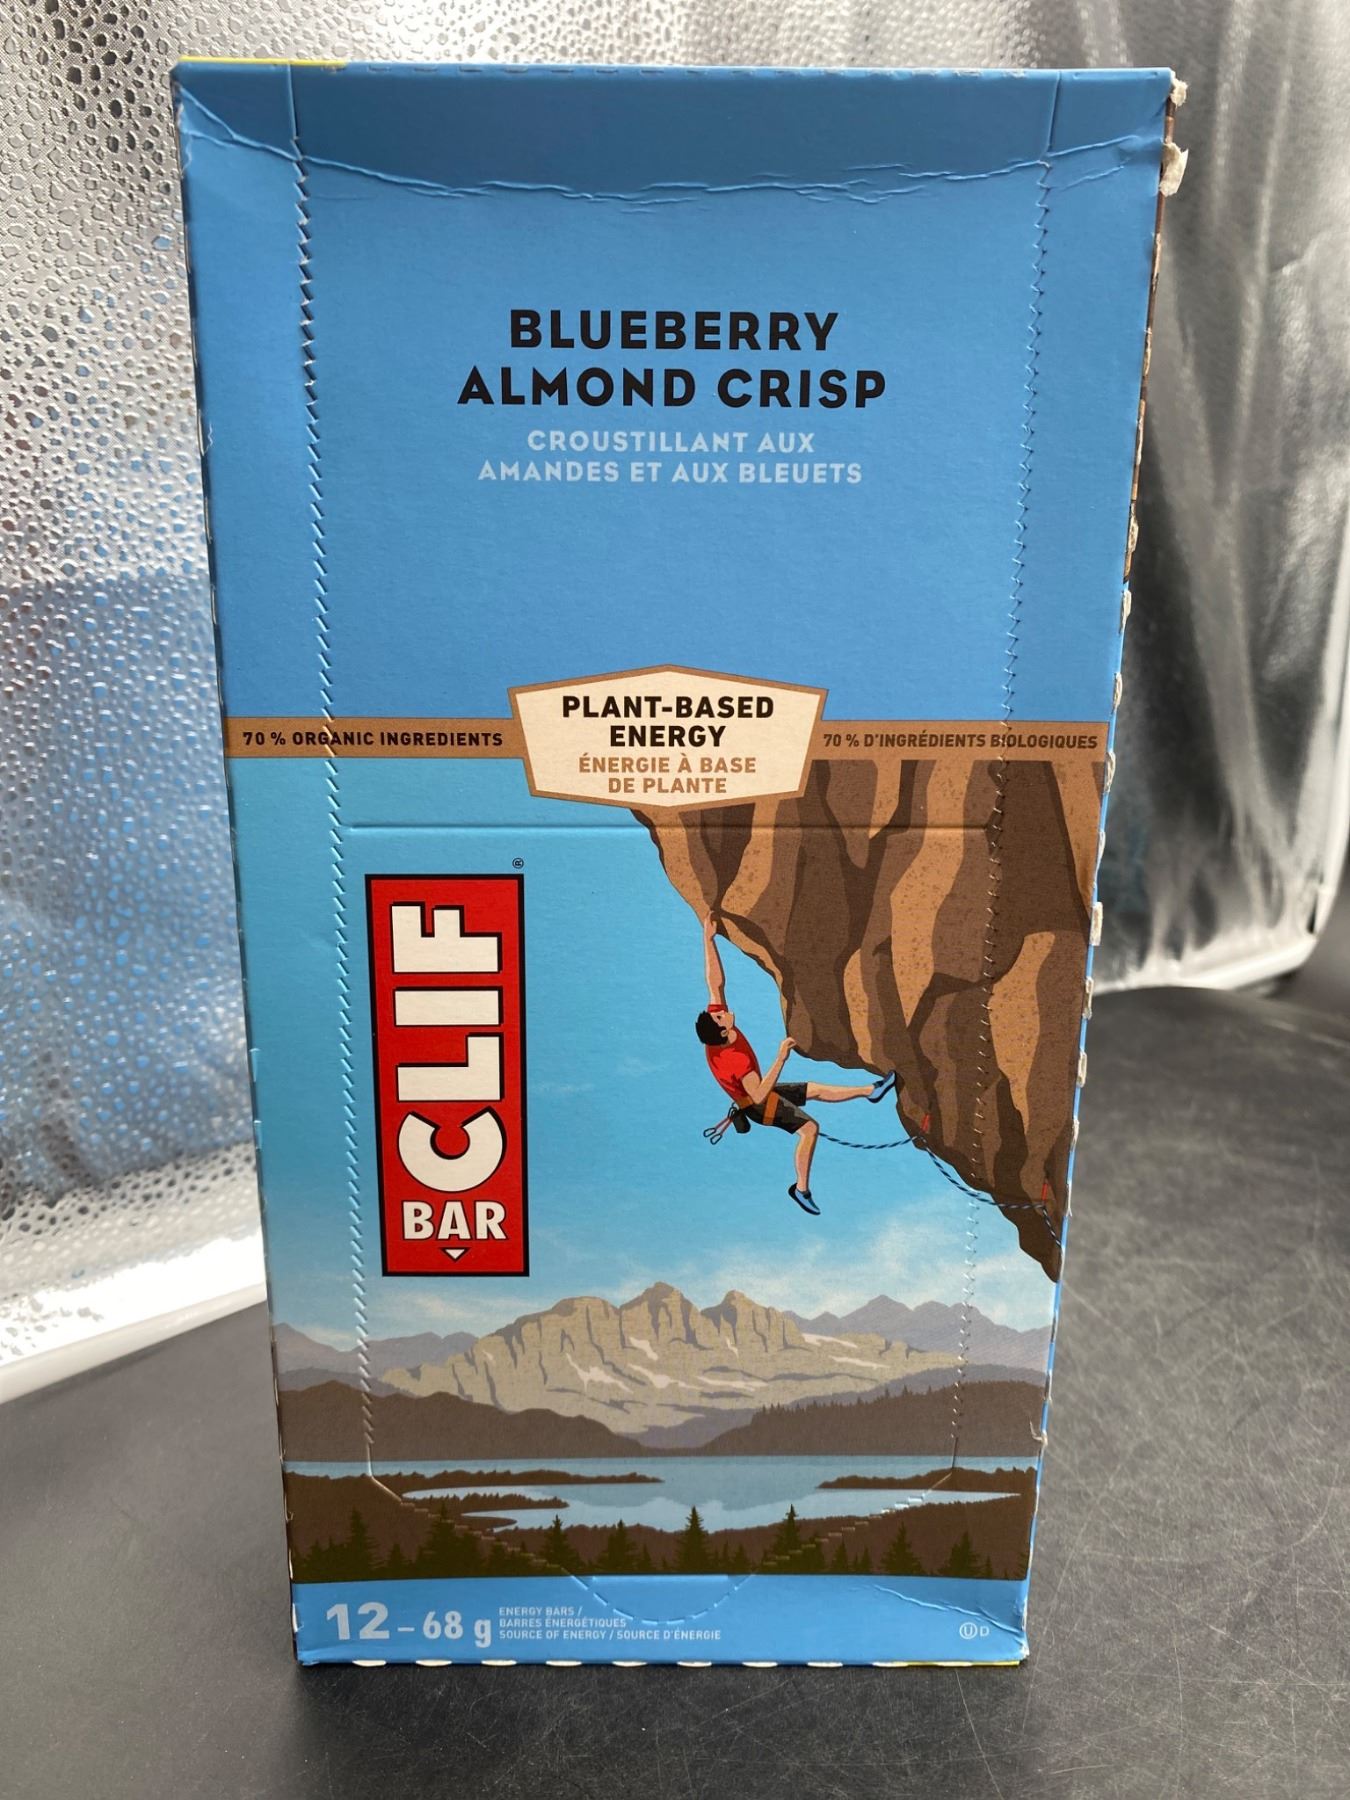 BLUEBERRY
ALMOND CRISP
CROUSTILLANT AUX
AMANDES ET AUX BLEUETS
70 % ORGANIC INGREDIENTS
PLANT-BASED
ENERGY
ÉNERGIE À BASE
DE PLANTE
70 % D'INGRÉDIENTS BIOLOGIQUES
CLIF®
BAR
12 – 68 g
ENERGY BARS /
BARRES ÉNERGÉTIQUES
SOURCE OF ENERGY / SOURCE D'ÉNERGIE
Ⓤ D